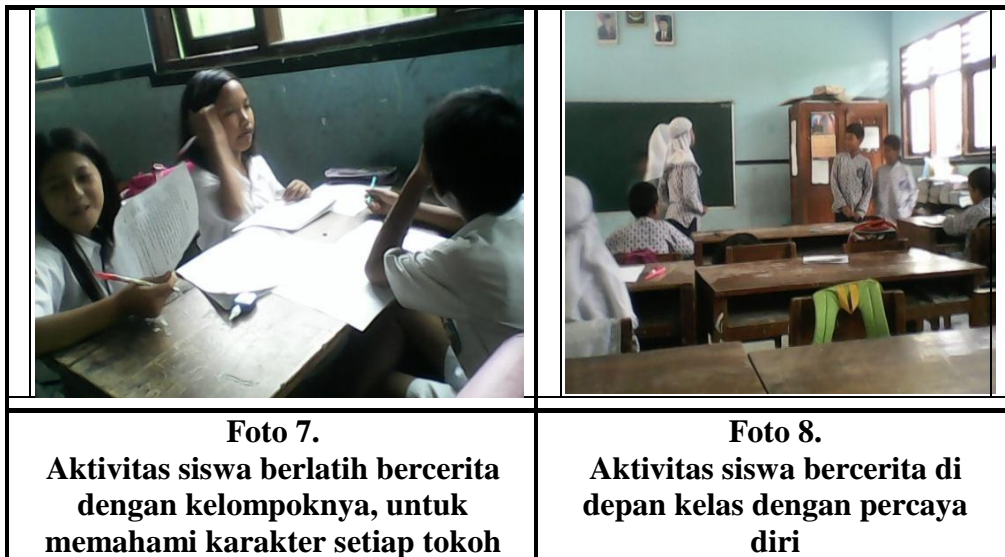 Foto 7.
Aktivitas siswa berlatih bercerita
dengan kelompoknya, untuk
memahami karakter setiap tokoh
Foto 8.
Aktivitas siswa bercerita di
depan kelas dengan percaya
diri